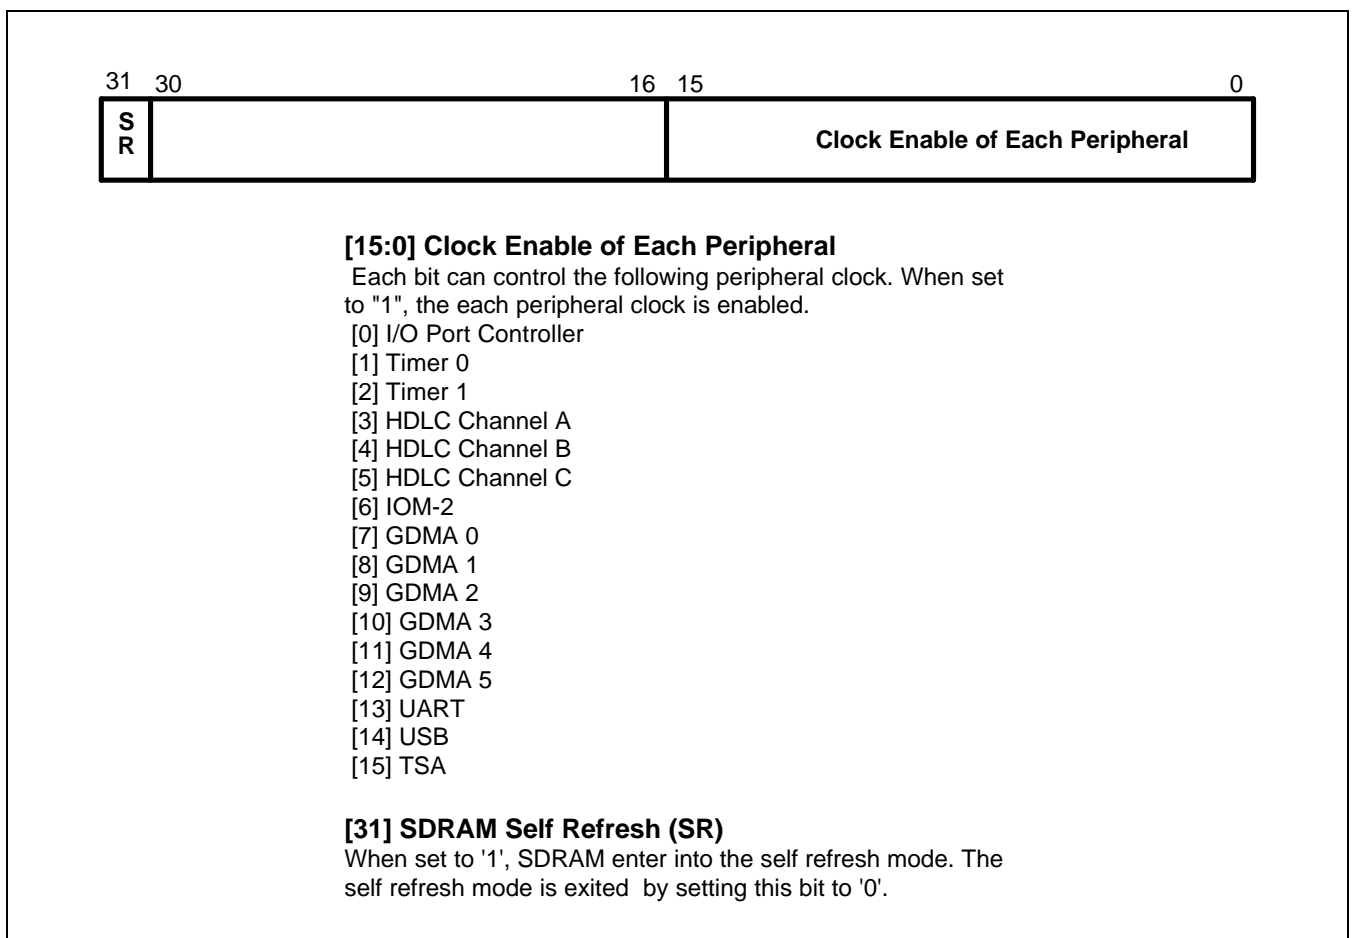 31 30 16 15 0
S
R
Clock Enable of Each Peripheral
[15:0] Clock Enable of Each Peripheral
Each bit can control the following peripheral clock. When set
to "1", the each peripheral clock is enabled.
[0] I/O Port Controller
[1] Timer 0
[2] Timer 1
[3] HDLC Channel A
[4] HDLC Channel B
[5] HDLC Channel C
[6] IOM-2
[7] GDMA 0
[8] GDMA 1
[9] GDMA 2
[10] GDMA 3
[11] GDMA 4
[12] GDMA 5
[13] UART
[14] USB
[15] TSA
[31] SDRAM Self Refresh (SR)
When set to '1', SDRAM enter into the self refresh mode. The
self refresh mode is exited  by setting this bit to '0'.